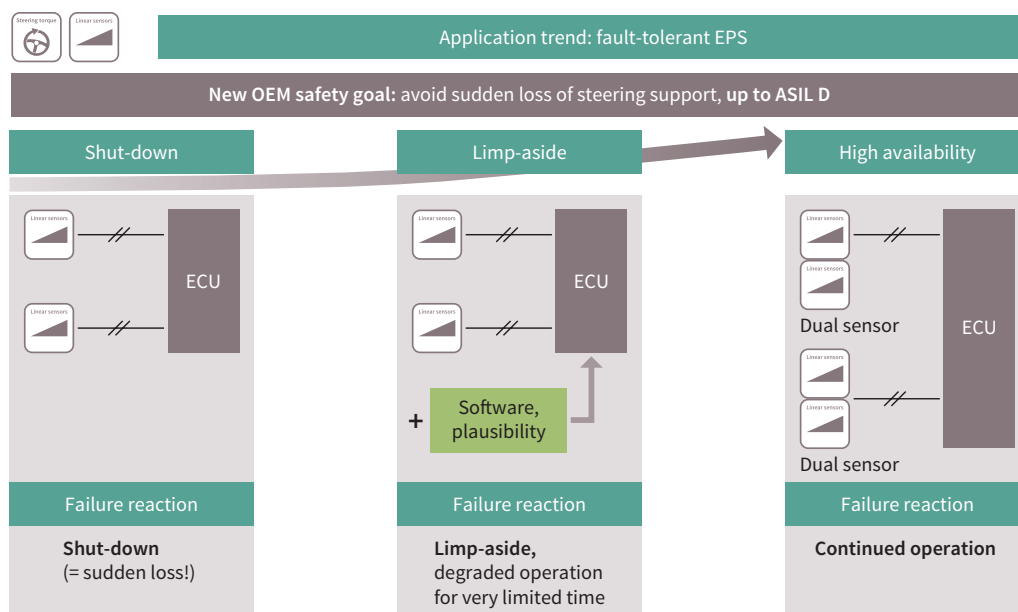 Steering torque
Linear sensors
Application trend: fault-tolerant EPS
New OEM safety goal: avoid sudden loss of steering support, up to ASIL D
Shut-down
Limp-aside
High availability
Linear sensors
ECU
Linear sensors
Linear sensors
ECU
Linear sensors
+
Software,
plausibility
Linear sensors
Linear sensors
Dual sensor
ECU
Linear sensors
Linear sensors
Dual sensor
Failure reaction
Failure reaction
Failure reaction
Shut-down
(= sudden loss!)
Limp-aside,
degraded operation
for very limited time
Continued operation